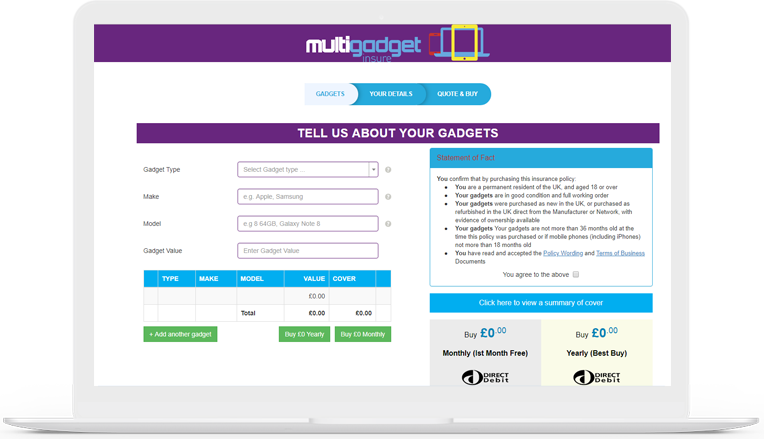 multigadget
insure
GADGETS
YOUR DETAILS
QUOTE & BUY
TELL US ABOUT YOUR GADGETS
Gadget Type
Select Gadget type...
?
Make
e.g. Apple, Samsung
?
Model
e.g 8 64GB, Galaxy Note 8
?
Gadget Value
Enter Gadget Value
TYPE MAKE MODEL VALUE COVER
£0.00
Total £0.00 £0.00
+ Add another gadget
Buy £0 Yearly
Buy £0 Monthly
Statement of Fact
You confirm that by purchasing this insurance policy:
You are a permanent resident of the UK, and aged 18 or over
Your gadgets are in good condition and full working order
Your gadgets were purchased as new in the UK, or purchased as
refurbished in the UK direct from the Manufacturer or Network, with
evidence of ownership available
Your gadgets Your gadgets are not more than 36 months old at the
time this policy was purchased or if mobile phones (including iPhones)
not more than 18 months old
You have read and accepted the Policy Wording and Terms of Business
Documents
You agree to the above
Click here to view a summary of cover
Buy £0.00
Monthly (Ist Month Free)
DIRECT
Debit
Buy £0.00
Yearly (Best Buy)
DIRECT
Debit